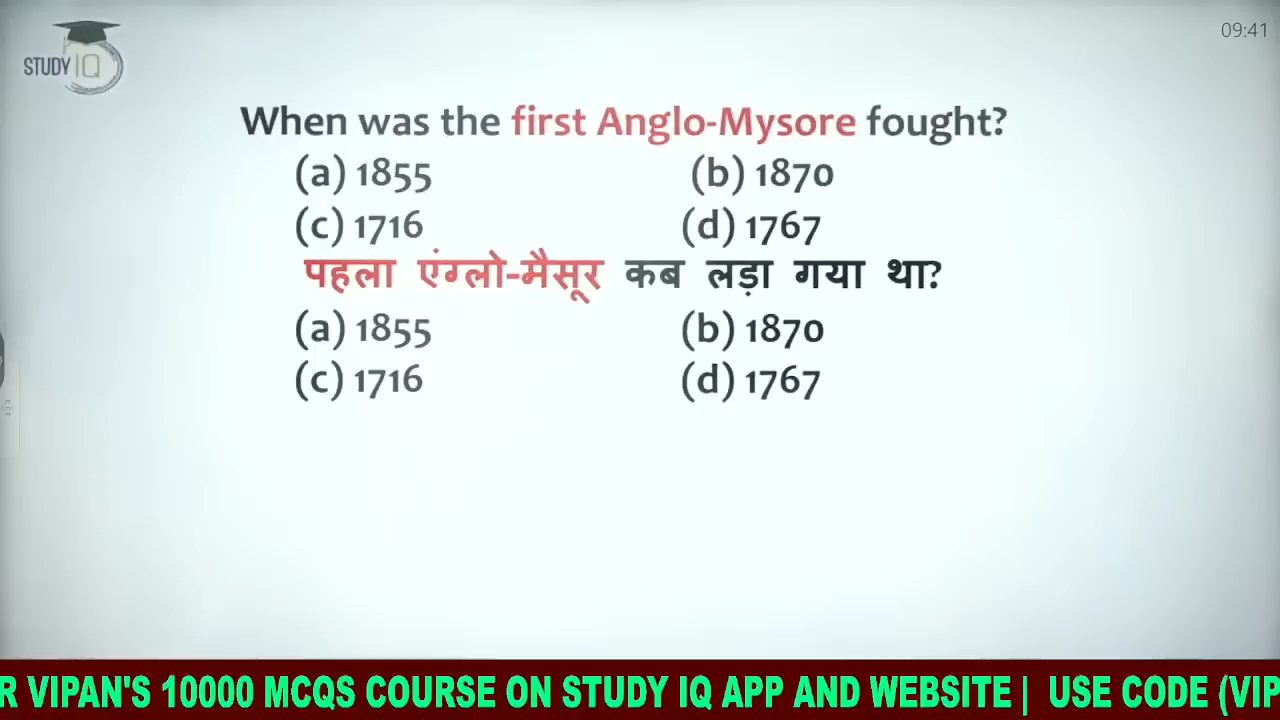 STUDY IQ
09:41
When was the first Anglo-Mysore fought?
(a) 1855 (b) 1870
(c) 1716 (d) 1767
पहला एंग्लो-मैसूर कब लड़ा गया था?
(a) 1855 (b) 1870
(c) 1716 (d) 1767
R VIPAN'S 10000 MCQS COURSE ON STUDY IQ APP AND WEBSITE | USE CODE (VIP